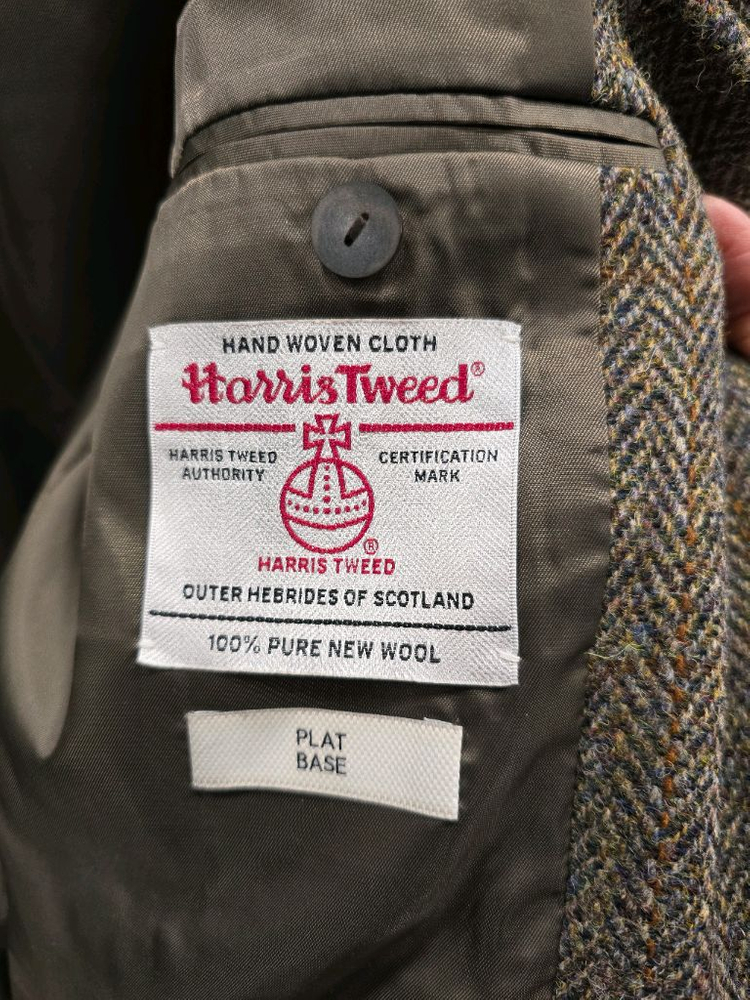 HAND WOVEN CLOTH
Harris Tweed®
HARRIS TWEED AUTHORITY
CERTIFICATION MARK
®
HARRIS TWEED
OUTER HEBRIDES OF SCOTLAND
100% PURE NEW WOOL
PLAT
BASE